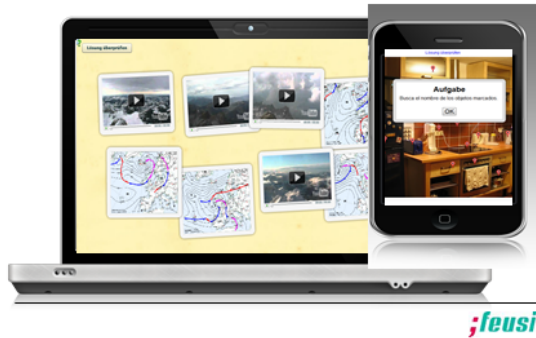 Lösung überprüfen
Lösung überprüfen
Aufgabe
Busca el nombre de los objetos marcados.
OK
;feusi